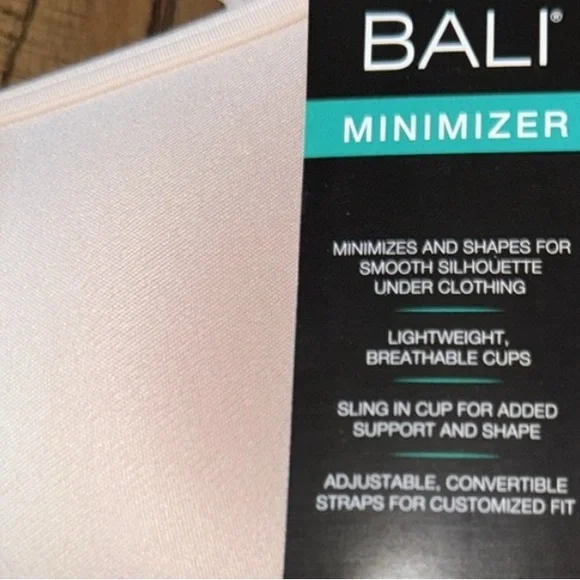 BALI®
MINIMIZER
MINIMIZES AND SHAPES FOR
SMOOTH SILHOUETTE
UNDER CLOTHING
LIGHTWEIGHT,
BREATHABLE CUPS
SLING IN CUP FOR ADDED
SUPPORT AND SHAPE
ADJUSTABLE, CONVERTIBLE
STRAPS FOR CUSTOMIZED FIT